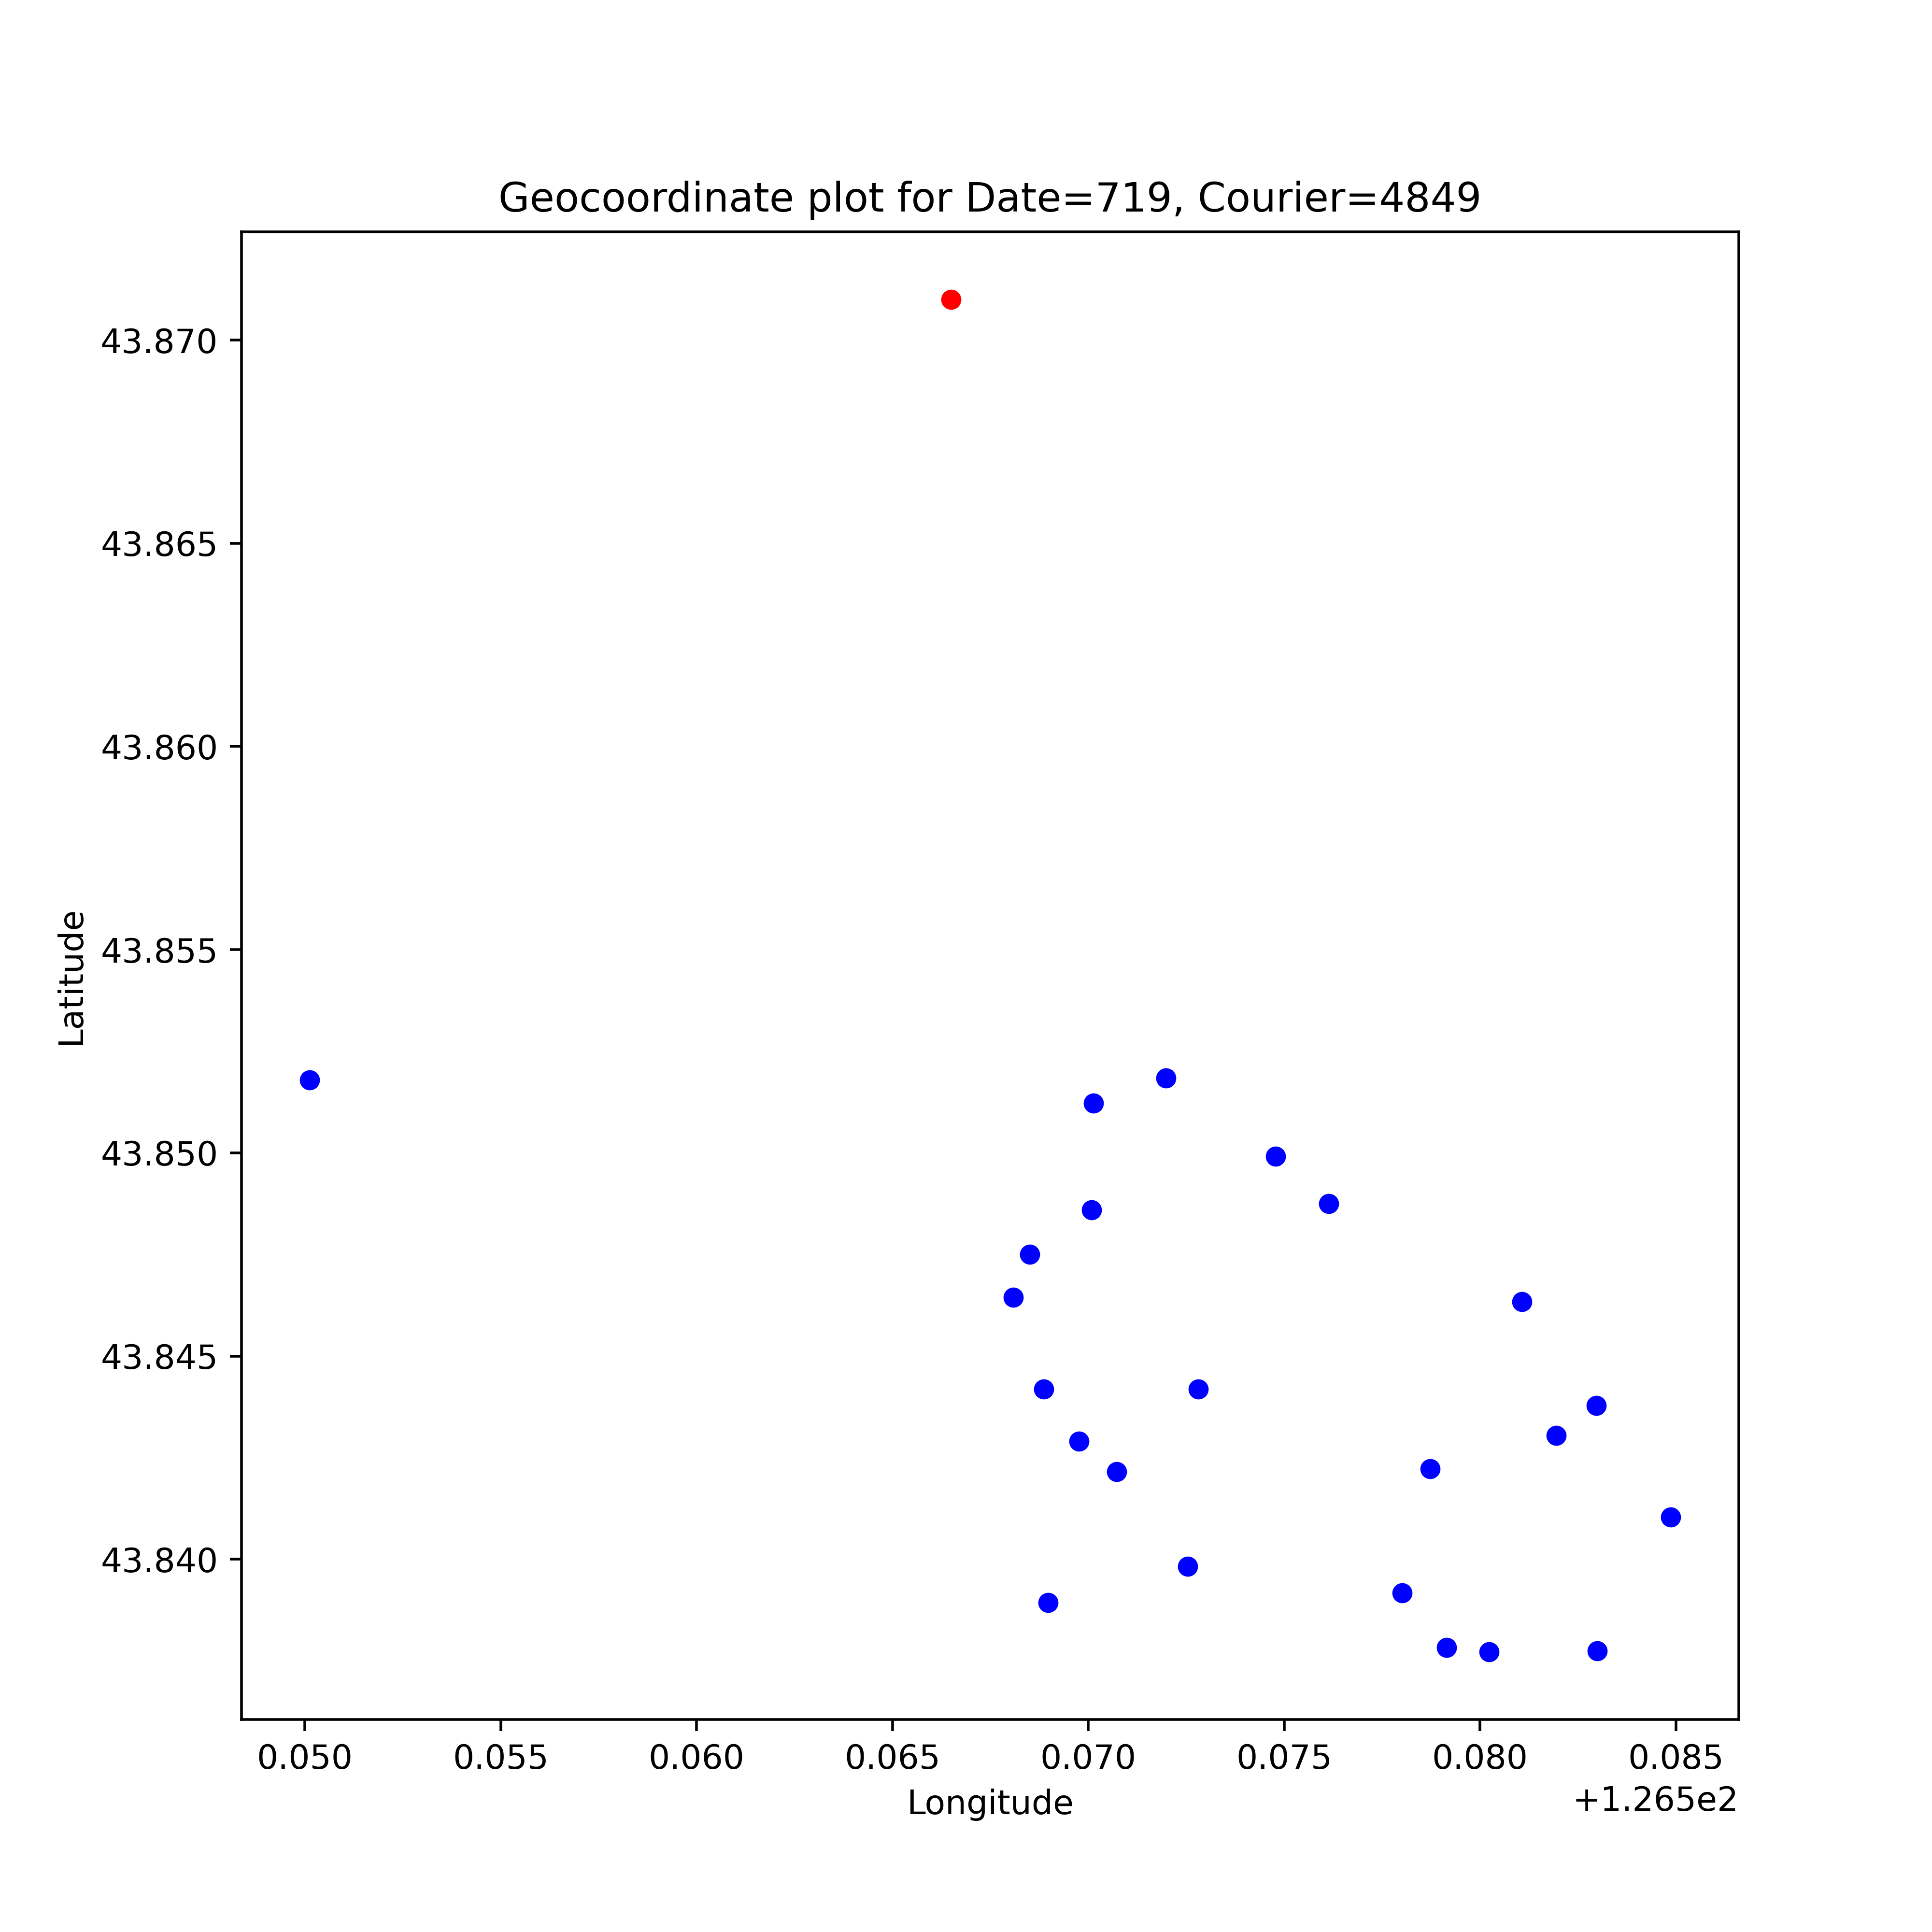 Geocoordinate plot for Date=719, Courier=4849
43.870
43.865
43.860
43.855
43.850
43.845
43.840
Latitude
0.050 0.055 0.060 0.065 0.070 0.075 0.080 0.085
Longitude
+1.265e2